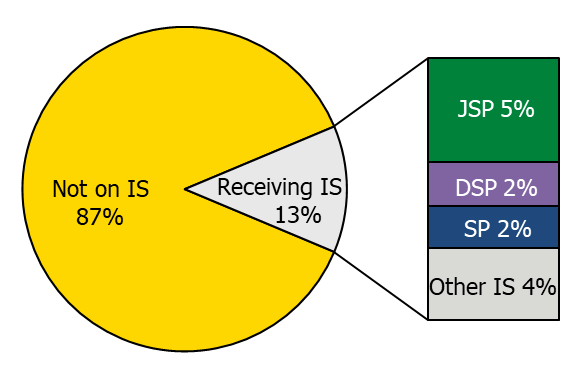 Not on IS
87%
Receiving IS
13%
JSP 5%
DSP 2%
SP 2%
Other IS 4%